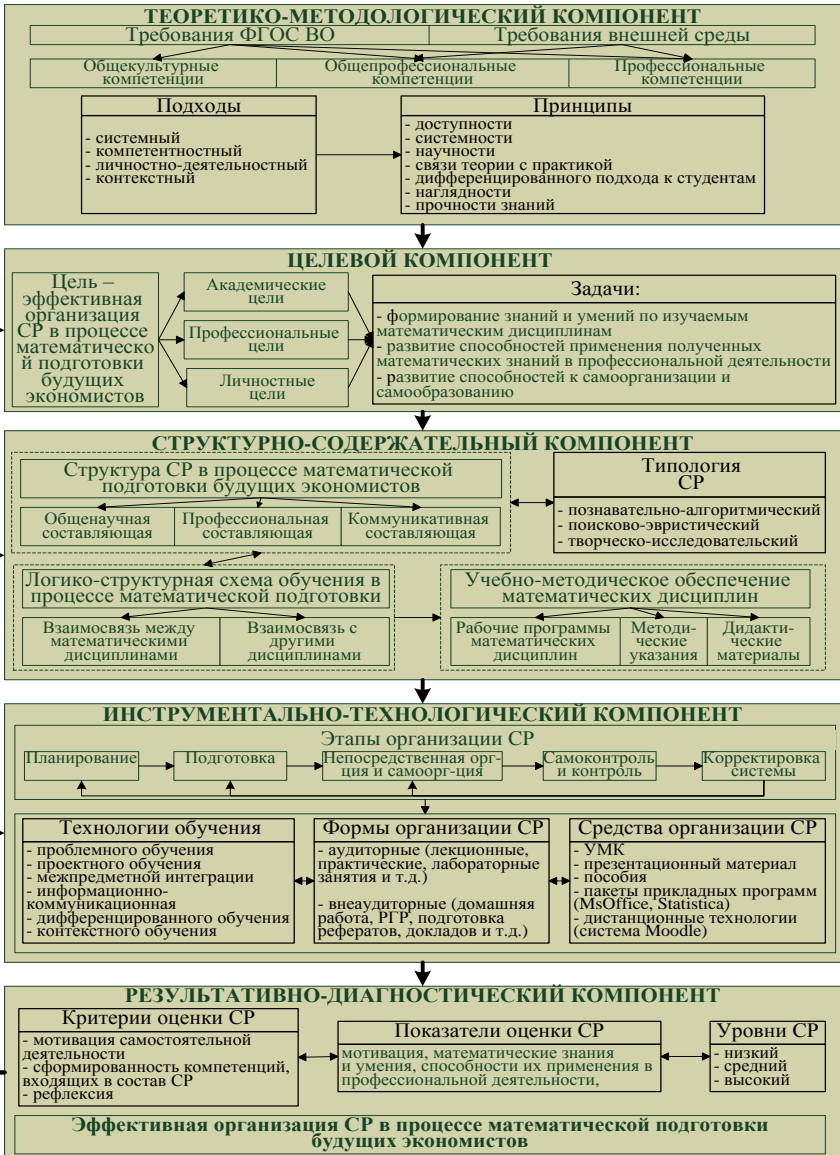 ТЕОРЕТИКО-МЕТОДОЛОГИЧЕСКИЙ КОМПОНЕНТ
Требования ФГОС ВО
Требования внешней среды
Общекультурные
компетенции
Общепрофессиональные
компетенции
Профессиональные
компетенции
Подходы
- системный
- компетентностный
- личностно-деятельностный
- контекстный
Принципы
- доступности
- системности
- научности
- связи теории с практикой
- дифференцированного подхода к студентам
- наглядности
- прочности знаний
ЦЕЛЕВОЙ КОМПОНЕНТ
Цель –
эффективная
организация
СР в процессе
математическо
й подготовки
будущих
экономистов
Академические
цели
Профессиональные
цели
Личностные
цели
Задачи:
- формирование знаний и умений по изучаемым
математическим дисциплинам
- развитие способностей применения полученных
математических знаний в профессиональной деятельности
- развитие способностей к самоорганизации и
самообразованию
СТРУКТУРНО-СОДЕРЖАТЕЛЬНЫЙ КОМПОНЕНТ
Структура СР в процессе математической
подготовки будущих экономистов
Общенаучная
составляющая
Профессиональная
составляющая
Коммуникативная
составляющая
Типология
СР
- познавательно-алгоритмический
- поисково-эвристический
- творческо-исследовательский
Логико-структурная схема обучения в
процессе математической подготовки
Взаимосвязь между
математическими
дисциплинами
Взаимосвязь с
другими
дисциплинами
Учебно-методическое обеспечение
математических дисциплин
Рабочие программы
математических
дисциплин
Методи-
ческие
указания
Дидакти-
ческие
материалы
ИНСТРУМЕНТАЛЬНО-ТЕХНОЛОГИЧЕСКИЙ КОМПОНЕНТ
Этапы организации СР
Планирование
Подготовка
Непосредственная орг-
ция и самоорг-ция
Самоконтроль
и контроль
Корректировка
системы
Технологии обучения
- проблемного обучения
- проектного обучения
- межпредметной интеграции
- информационно-
коммуникационная
- дифференцированного обучения
- контекстного обучения
Формы организации СР
- аудиторные (лекционные,
практические, лабораторные
занятия и т.д.)
- внеаудиторные (домашняя
работа, РГР, подготовка
рефератов, докладов и т.д.)
Средства организации СР
- УМК
- презентационный материал
- пособия
- пакеты прикладных программ
(MsOffice, Statistica)
- дистанционные технологии
(система Moodle)
РЕЗУЛЬТАТИВНО-ДИАГНОСТИЧЕСКИЙ КОМПОНЕНТ
Критерии оценки СР
- мотивация самостоятельной
деятельности
- сформированность компетенций,
входящих в состав СР
- рефлексия
Показатели оценки СР
мотивация, математические знания
и умения, способности их применения в
профессиональной деятельности,
Уровни СР
- низкий
- средний
- высокий
Эффективная организация СР в процессе математической подготовки
будущих экономистов